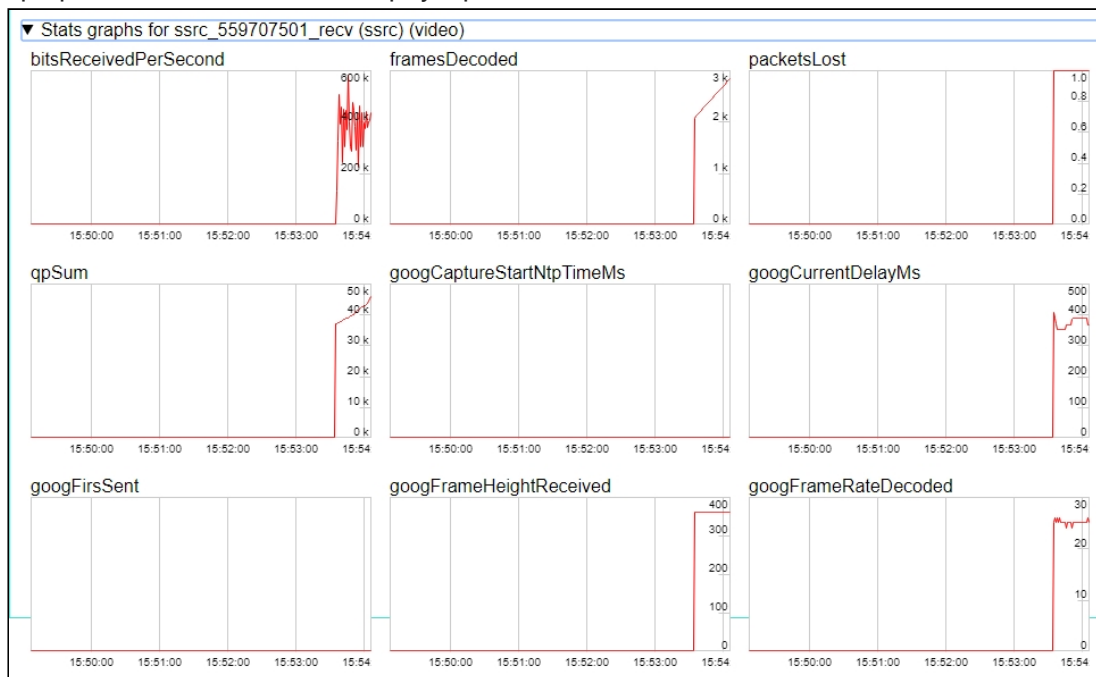 ▼ Stats graphs for ssrc_559707501_recv (ssrc) (video)
bitsReceivedPerSecond
600 k
400 k
200 k
0 k
15:50:00 15:51:00 15:52:00 15:53:00 15:54
framesDecoded
3 k
2 k
1 k
0 k
15:50:00 15:51:00 15:52:00 15:53:00 15:54
packetsLost
1.0
0.8
0.6
0.4
0.2
0.0
15:50:00 15:51:00 15:52:00 15:53:00 15:54
qpSum
50 k
40 k
30 k
20 k
10 k
0 k
15:50:00 15:51:00 15:52:00 15:53:00 15:54
googCaptureStartNtpTimeMs
15:50:00 15:51:00 15:52:00 15:53:00 15:54
googCurrentDelayMs
500
400
300
200
100
0
15:50:00 15:51:00 15:52:00 15:53:00 15:54
googFirsSent
15:50:00 15:51:00 15:52:00 15:53:00 15:54
googFrameHeightReceived
400
300
200
100
0
15:50:00 15:51:00 15:52:00 15:53:00 15:54
googFrameRateDecoded
30
20
10
0
15:50:00 15:51:00 15:52:00 15:53:00 15:54